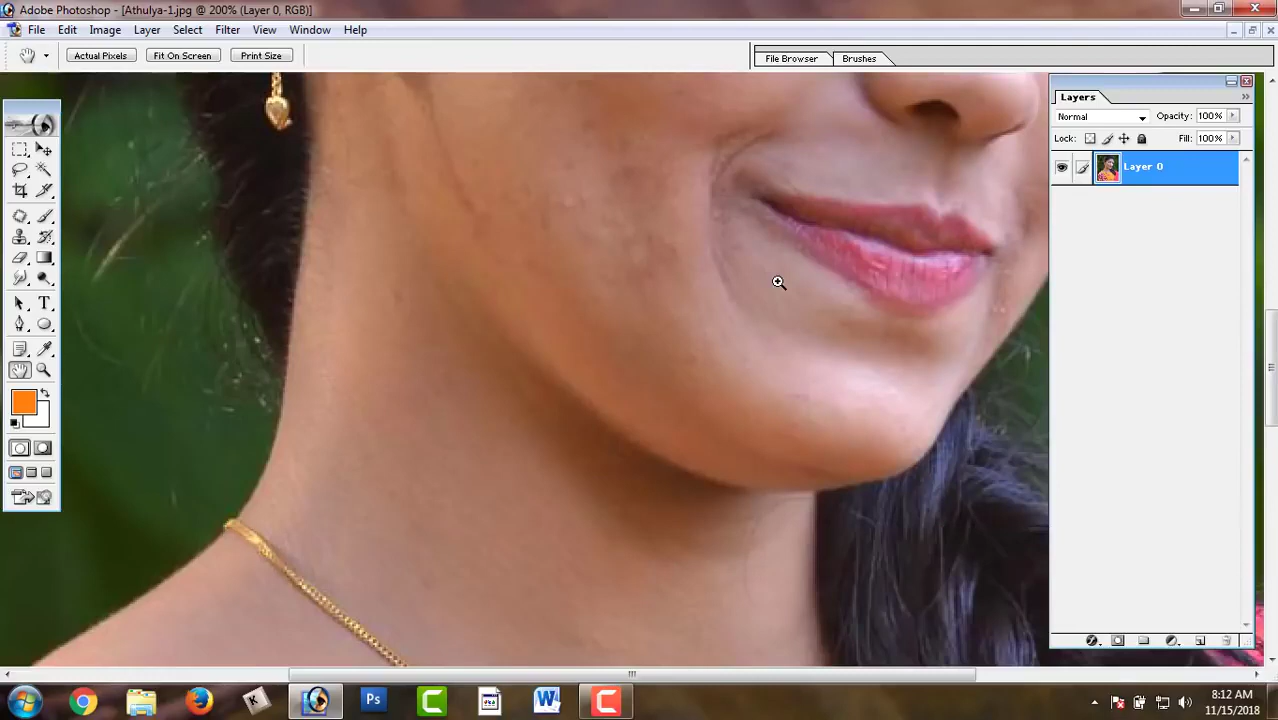 Adobe Photoshop - [Athulya-1.jpg @ 200% (Layer 0, RGB)]
File Edit Image Layer Select Filter View Window Help
Actual Pixels Fit On Screen Print Size File Browser Brushes
Layers
Normal Opacity: 100%
Lock: Fill: 100%
Layer 0
T
Ps
8:12 AM
11/15/2018